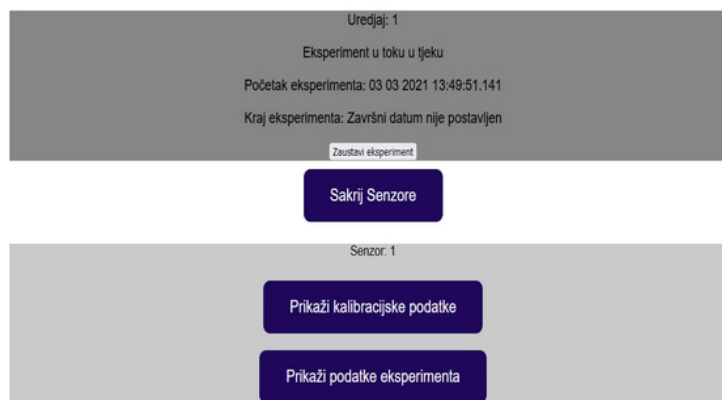 Uredjaj: 1
Eksperiment u toku u tjeku
Početak eksperimenta: 03 03 2021 13:49:51.141
Kraj eksperimenta: Završni datum nije postavljen
Zaustavi eksperiment
Sakrij Senzore
Senzor: 1
Prikaži kalibracijske podatke
Prikaži podatke eksperimenta